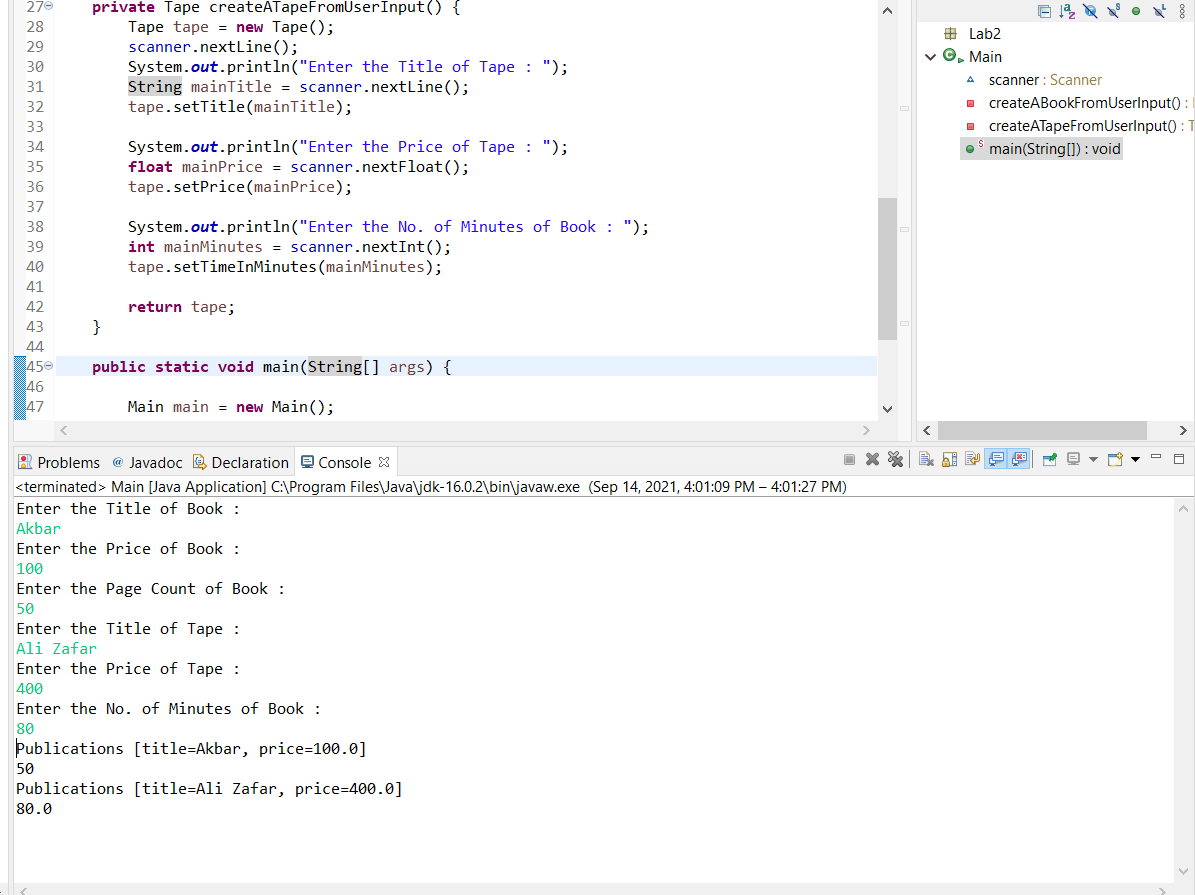 27 private Tape createATapeFromUserInput() {
28 Tape tape = new Tape();
29 scanner.nextLine();
30 System.out.println("Enter the Title of Tape : ");
31 String mainTitle = scanner.nextLine();
32 tape.setTitle(mainTitle);
33
34 System.out.println("Enter the Price of Tape : ");
35 float mainPrice = scanner.nextFloat();
36 tape.setPrice(mainPrice);
37
38 System.out.println("Enter the No. of Minutes of Book : ");
39 int mainMinutes = scanner.nextInt();
40 tape.setTimeInMinutes(mainMinutes);
41
42 return tape;
43 }
44
45 public static void main(String[] args) {
46
47 Main main = new Main();
Lab2
Main
scanner : Scanner
createABookFromUserInput() :
createATapeFromUserInput() : T
main(String[]) : void
Problems @ Javadoc Declaration Console
<terminated> Main [Java Application] C:\Program Files\Java\jdk-16.0.2\bin\javaw.exe (Sep 14, 2021, 4:01:09 PM – 4:01:27 PM)
Enter the Title of Book :
Akbar
Enter the Price of Book :
100
Enter the Page Count of Book :
50
Enter the Title of Tape :
Ali Zafar
Enter the Price of Tape :
400
Enter the No. of Minutes of Book :
80
Publications [title=Akbar, price=100.0]
50
Publications [title=Ali Zafar, price=400.0]
80.0